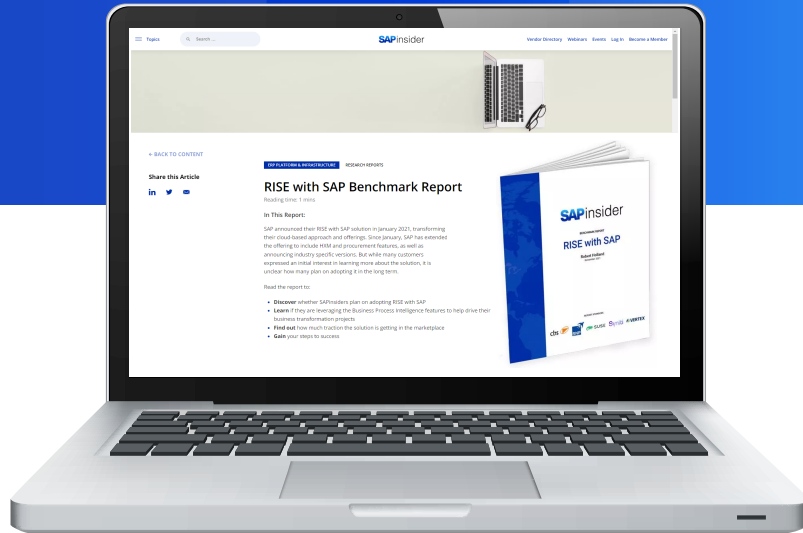 Topics
Search ...
SAPinsider
Vendor Directory Webinars Events Log In Become a Member
BACK TO CONTENT
Share this Article
ERP PLATFORM & INFRASTRUCTURE RESEARCH REPORTS
RISE with SAP Benchmark Report
Reading time: 1 mins
In This Report:
SAP announced their RISE with SAP solution in January 2021, transforming
their cloud-based approach and offerings. Since January, SAP has extended
the offering to include HXM and procurement features, as well as
announcing industry specific versions. But while many customers
expressed an initial interest in learning more about the solution, it is
unclear how many plan on adopting it in the long term.
Read the report to:
• Discover whether SAPinsiders plan on adopting RISE with SAP
• Learn if they are leveraging the Business Process Intelligence features to help drive their
business transformation projects
• Find out how much traction the solution is getting in the marketplace
• Gain your steps to success
SAPinsider
BENCHMARK REPORT
RISE with SAP
Robert Holland
cbs
SUSE
Syniti
VERTEX